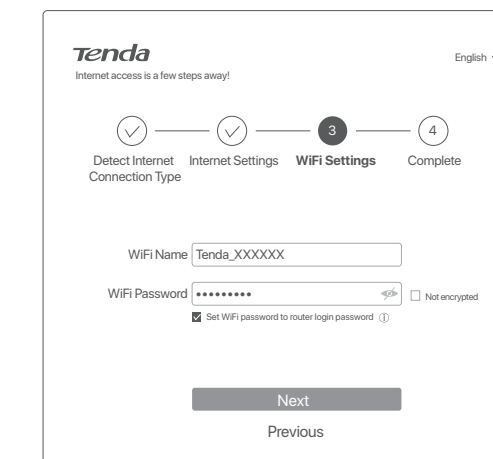 Tenda
English
Internet access is a few steps away!
3
4
Detect Internet Connection Type
Internet Settings
WiFi Settings
Complete
WiFi Name
Tenda_XXXXXX
WiFi Password
•••••••••
Not encrypted
Set WiFi password to router login password
Next
Previous